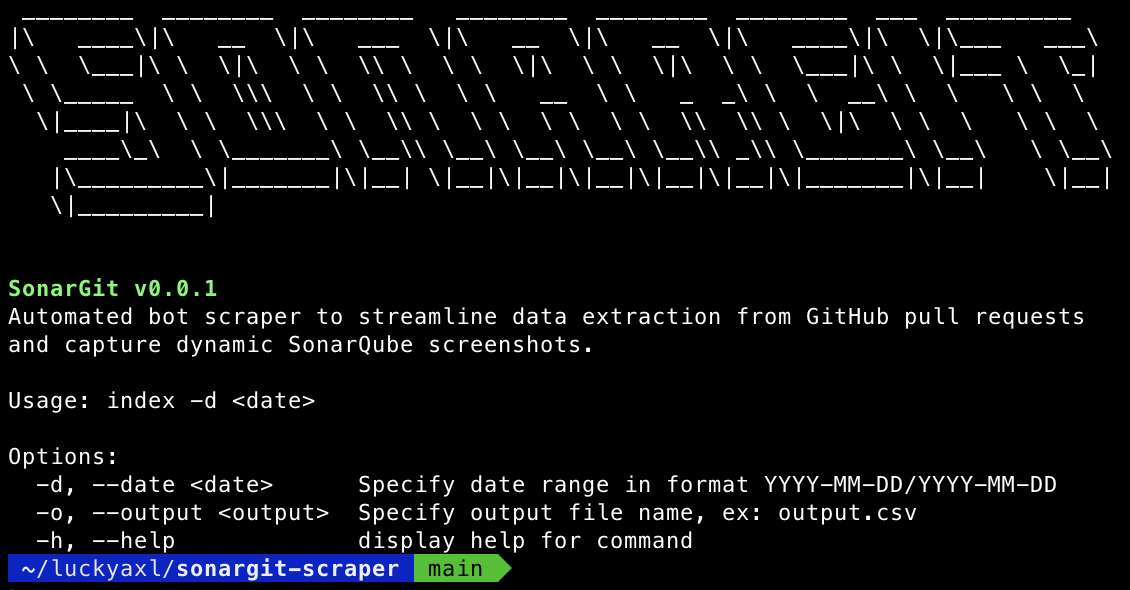 SONARGIT
SonarGit v0.0.1
Automated bot scraper to streamline data extraction from GitHub pull requests
and capture dynamic SonarQube screenshots.
Usage: index -d <date>
Options:
-d, --date <date> Specify date range in format YYYY-MM-DD/YYYY-MM-DD
-o, --output <output> Specify output file name, ex: output.csv
-h, --help display help for command
~/luckyaxl/sonargit-scraper main